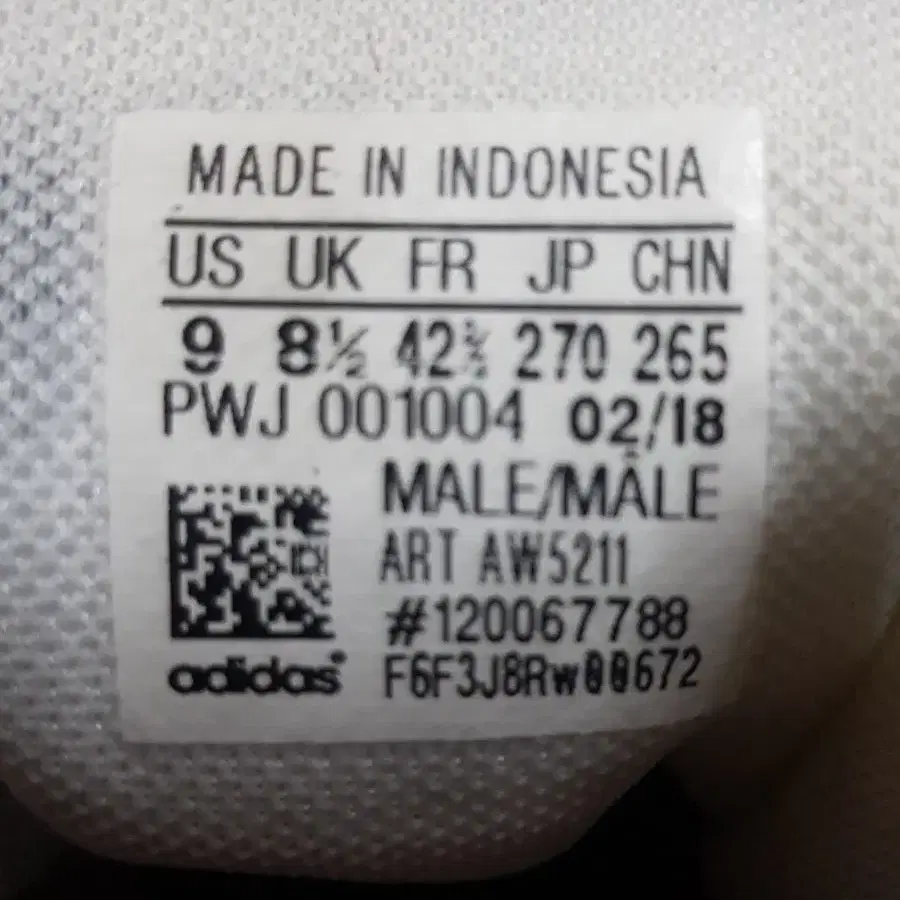 MADE IN INDONESIA
US UK FR JP CHN
9 8½ 42⅔ 270 265
PWJ 001004 02/18
MALE/MÂLE
ART AW5211
#120067788
adidas F6F3J8Rw00672